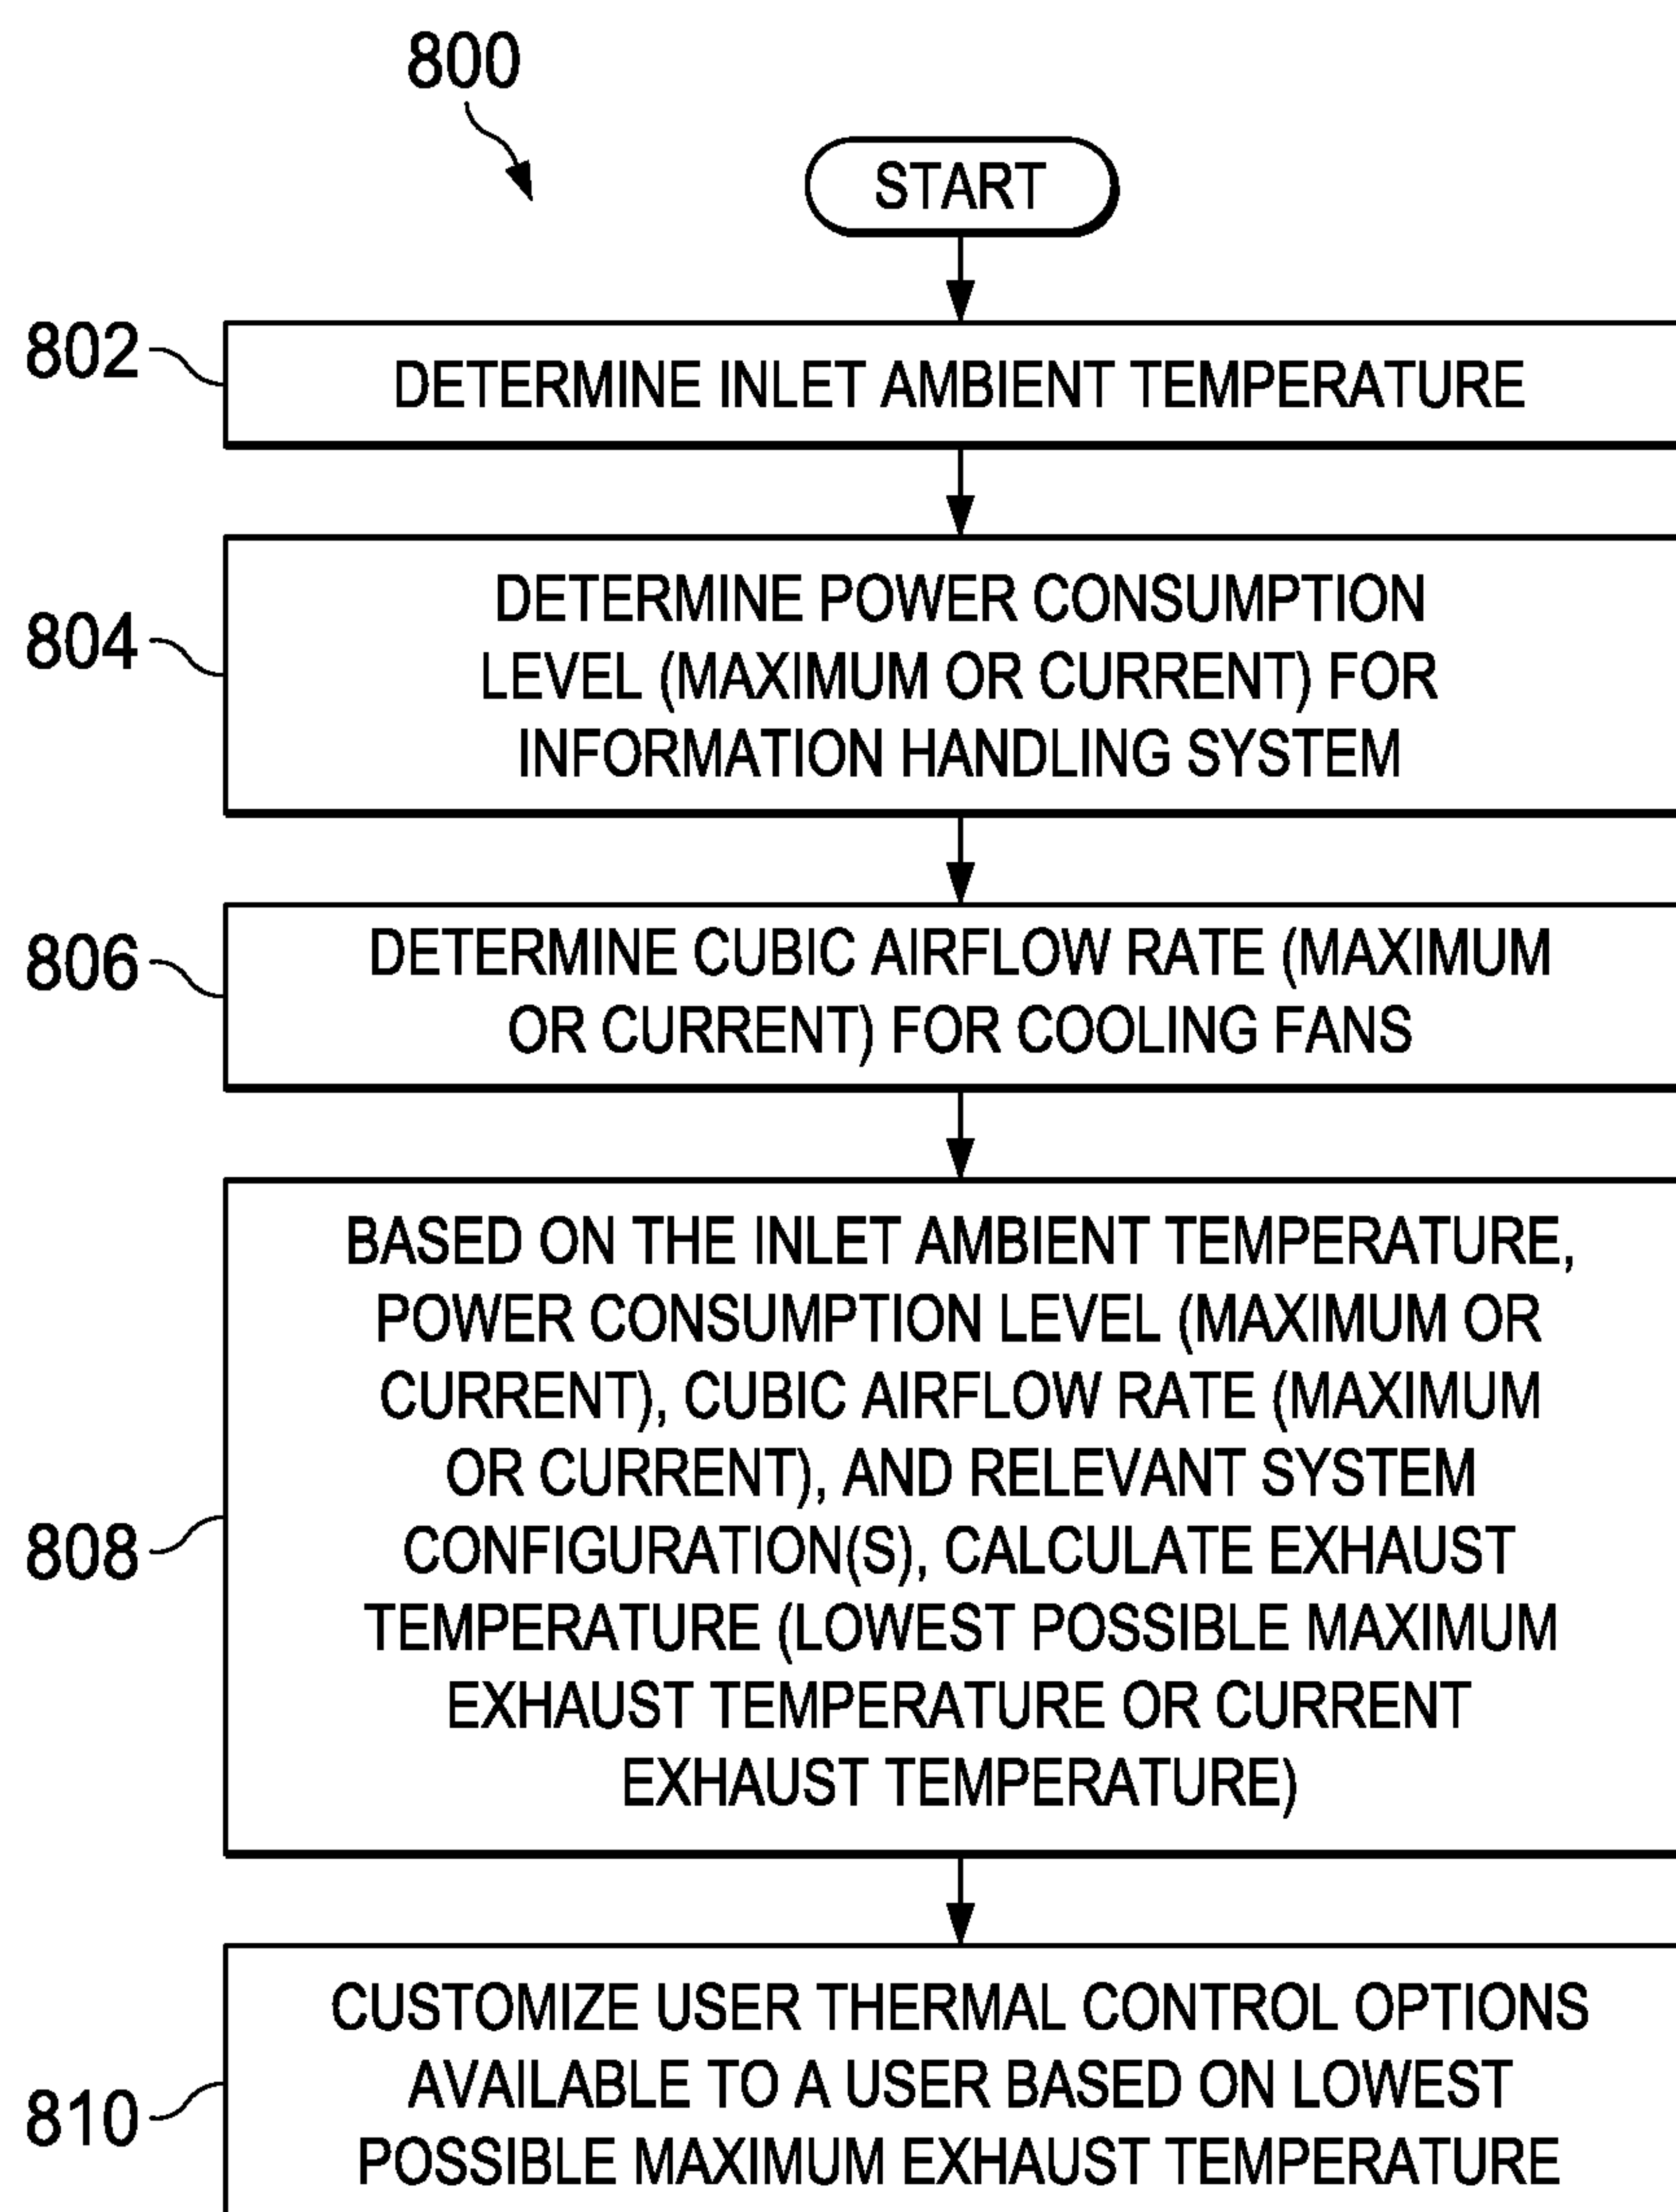 800
START
802
DETERMINE INLET AMBIENT TEMPERATURE
804
DETERMINE POWER CONSUMPTION
LEVEL (MAXIMUM OR CURRENT) FOR
INFORMATION HANDLING SYSTEM
806
DETERMINE CUBIC AIRFLOW RATE (MAXIMUM
OR CURRENT) FOR COOLING FANS
808
BASED ON THE INLET AMBIENT TEMPERATURE,
POWER CONSUMPTION LEVEL (MAXIMUM OR
CURRENT), CUBIC AIRFLOW RATE (MAXIMUM
OR CURRENT), AND RELEVANT SYSTEM
CONFIGURATION(S), CALCULATE EXHAUST
TEMPERATURE (LOWEST POSSIBLE MAXIMUM
EXHAUST TEMPERATURE OR CURRENT
EXHAUST TEMPERATURE)
810
CUSTOMIZE USER THERMAL CONTROL OPTIONS
AVAILABLE TO A USER BASED ON LOWEST
POSSIBLE MAXIMUM EXHAUST TEMPERATURE